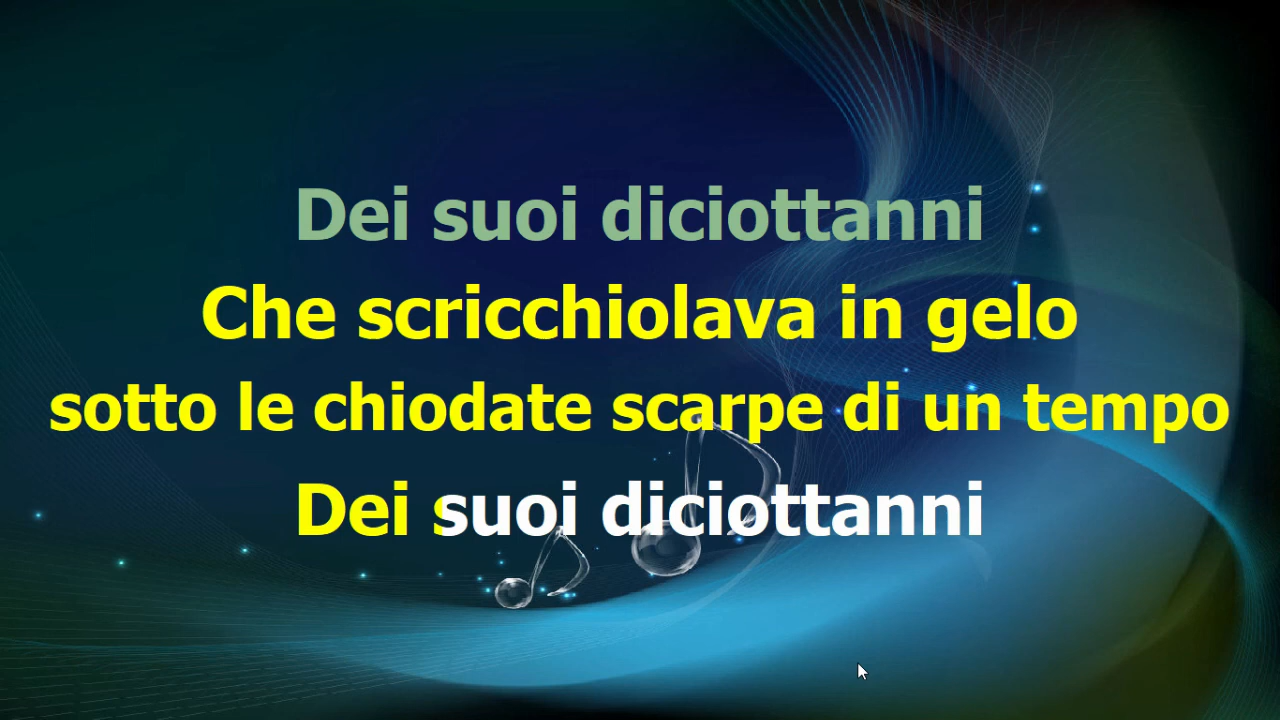 Dei suoi diciottanni
Che scricchiolava in gelo
sotto le chiodate scarpe di un tempo
Dei suoi diciottanni